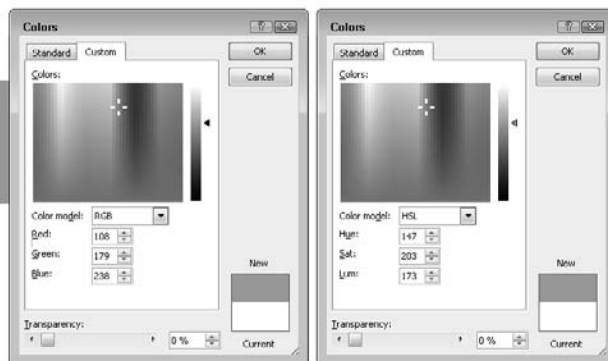 Colors
Standard Custom OK
Colors: Cancel
Color model: RGB
Red: 108
Green: 179
Blue: 238
New
Transparency:
0 %
Current
Colors
Standard Custom OK
Colors: Cancel
Color model: HSL
Hue: 147
Sat: 203
Lum: 173
New
Transparency:
0 %
Current